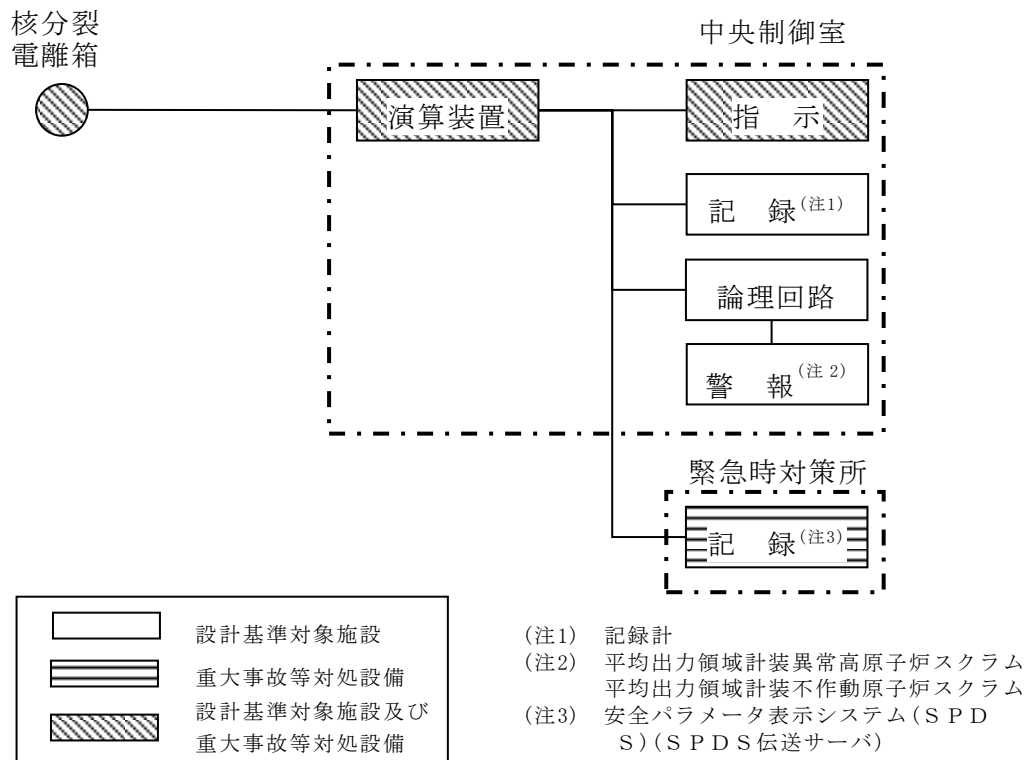 核分裂
電離箱
中央制御室
演算装置
指　示
記　録(注1)
論理回路
警　報(注 2)
緊急時対策所
記　録(注3)
設計基準対象施設
重大事故等対処設備
設計基準対象施設及び
重大事故等対処設備
(注1)　記録計
(注2)　平均出力領域計装異常高原子炉スクラム
平均出力領域計装不作動原子炉スクラム
(注3)　安全パラメータ表示システム(ＳＰＤ
Ｓ)(ＳＰＤＳ伝送サーバ)